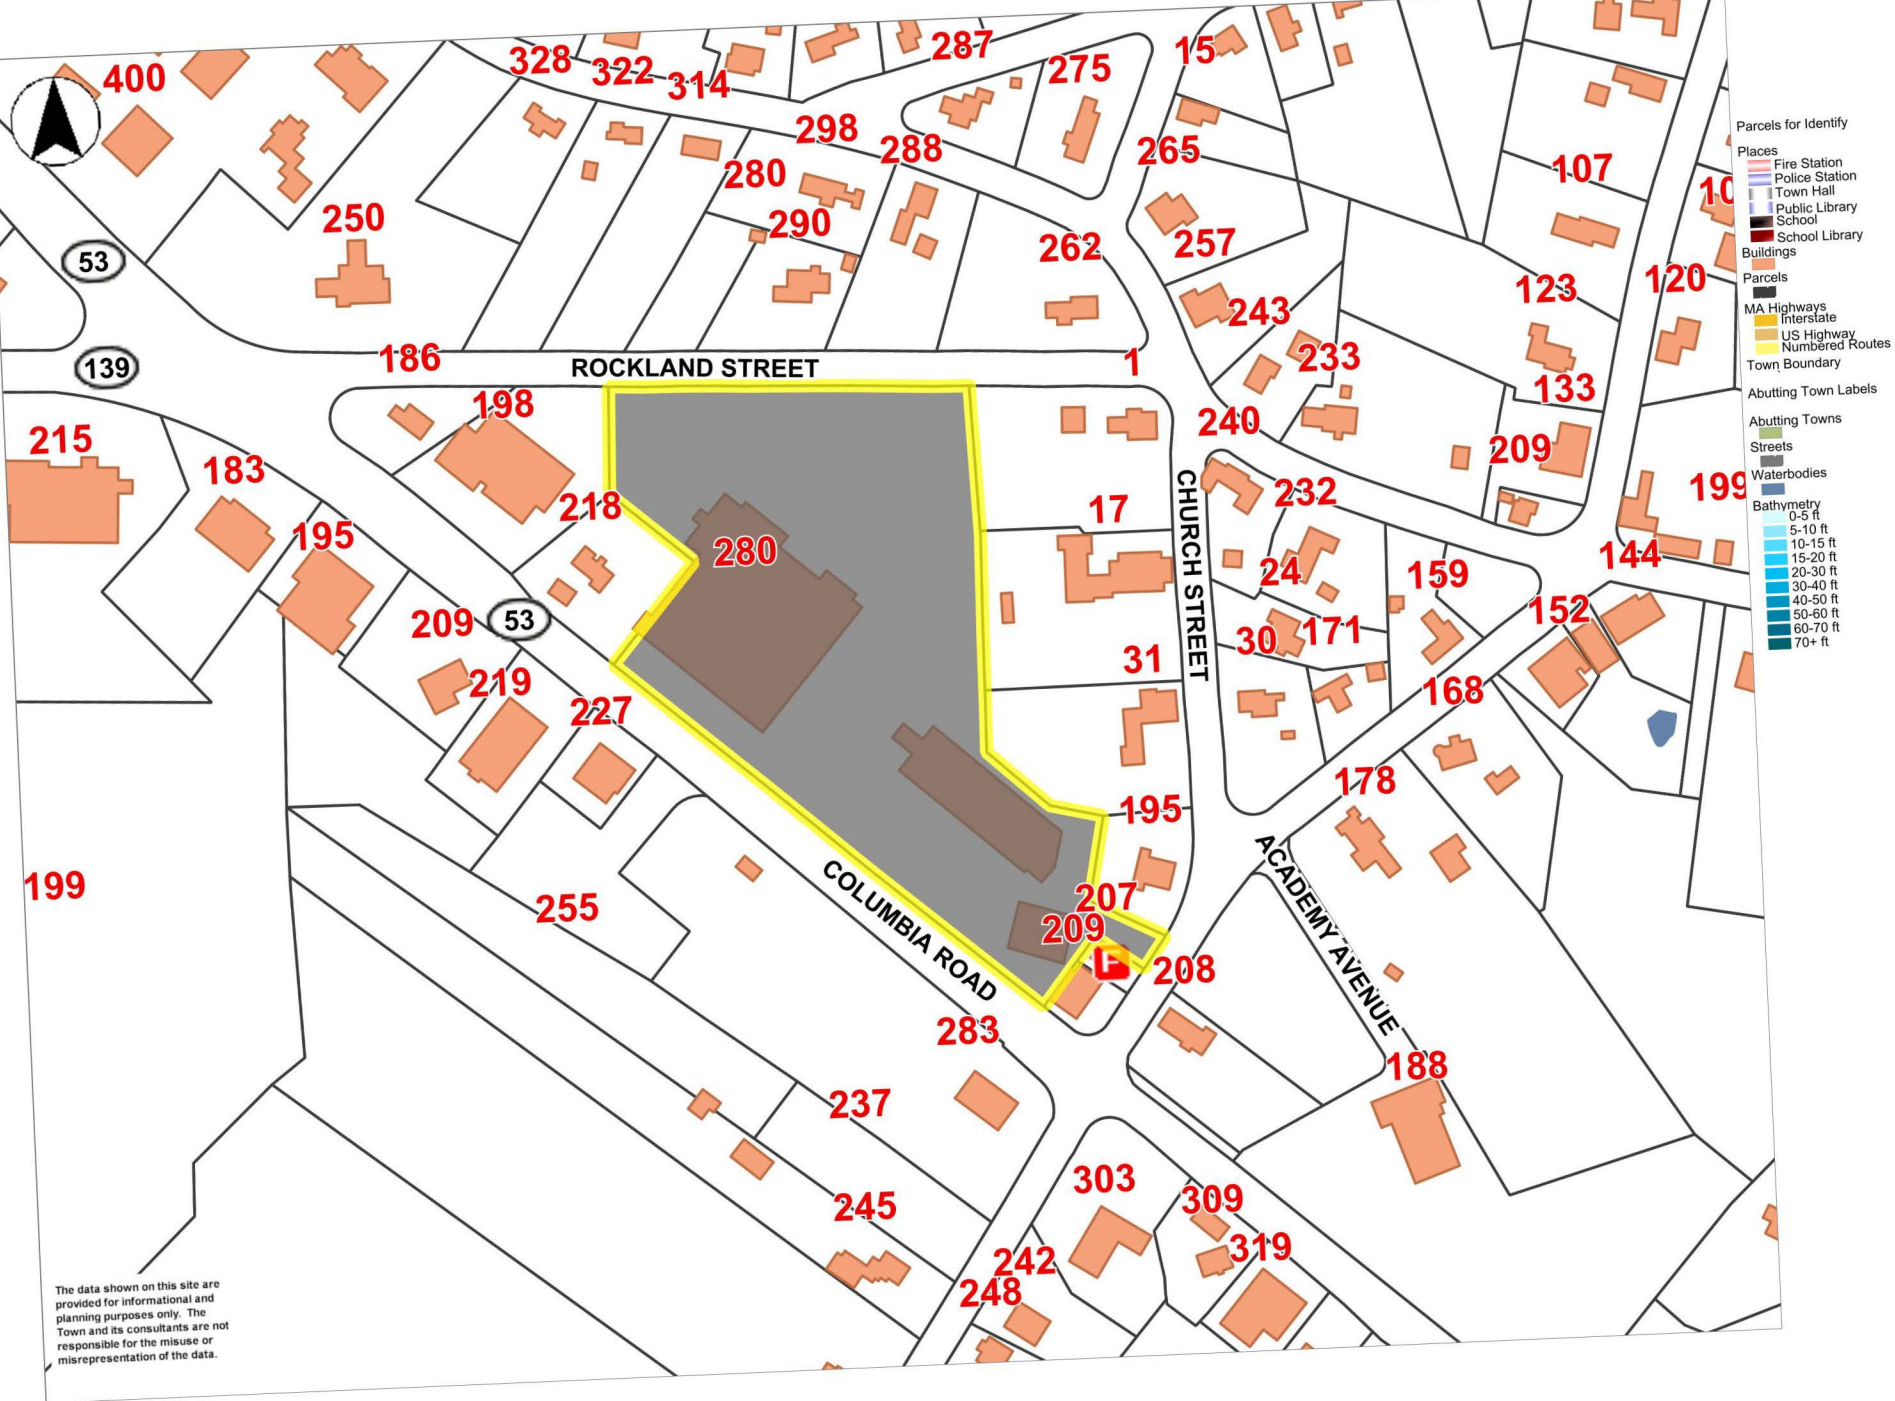 400
328
322
314
287
275
15
298
288
265
280
290
250
262
257
107
10
53
243
123
120
139
186
ROCKLAND STREET
1
233
133
198
240
209
215
183
218
17
232
199
195
280
CHURCH STREET
24
159
144
53
209
30
171
152
31
219
227
168
178
195
199
255
COLUMBIA ROAD
207
209
F
208
ACADEMY AVENUE
283
188
237
245
303
309
319
242
248
Parcels for Identify
Places
Fire Station
Police Station
Town Hall
Public Library
School
School Library
Buildings
Parcels
MA Highways
Interstate
US Highway
Numbered Routes
Town Boundary
Abutting Town Labels
Abutting Towns
Streets
Waterbodies
Bathymetry
0-5 ft
5-10 ft
10-15 ft
15-20 ft
20-30 ft
30-40 ft
40-50 ft
50-60 ft
60-70 ft
70+ ft
The data shown on this site are
provided for informational and
planning purposes only. The
Town and its consultants are not
responsible for the misuse or
misrepresentation of the data.